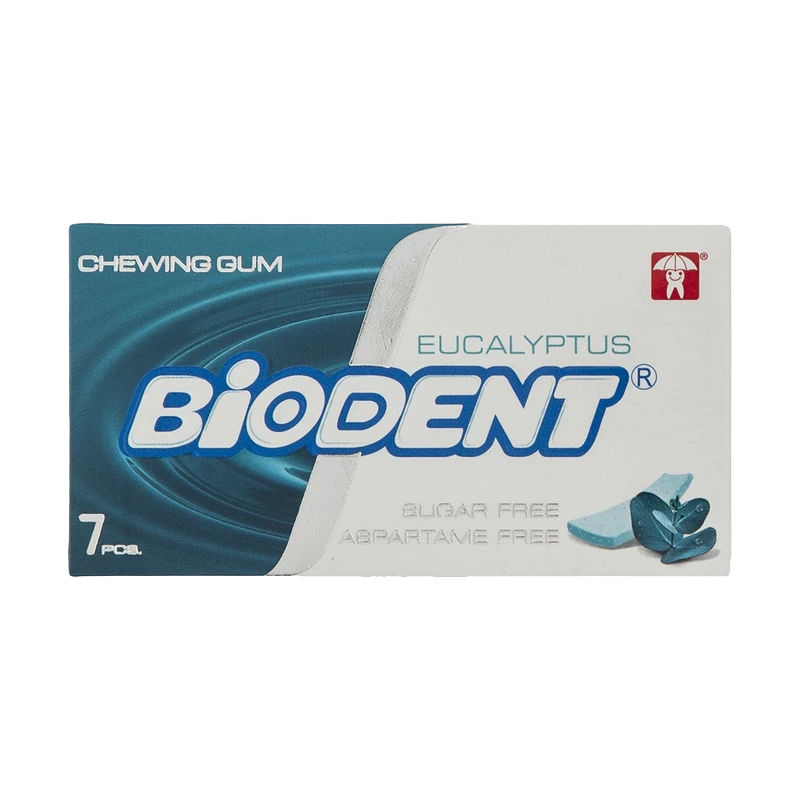 CHEWING GUM
®
EUCALYPTUS
BiODENT®
SUGAR FREE
ASPARTAME FREE
7 PCS.